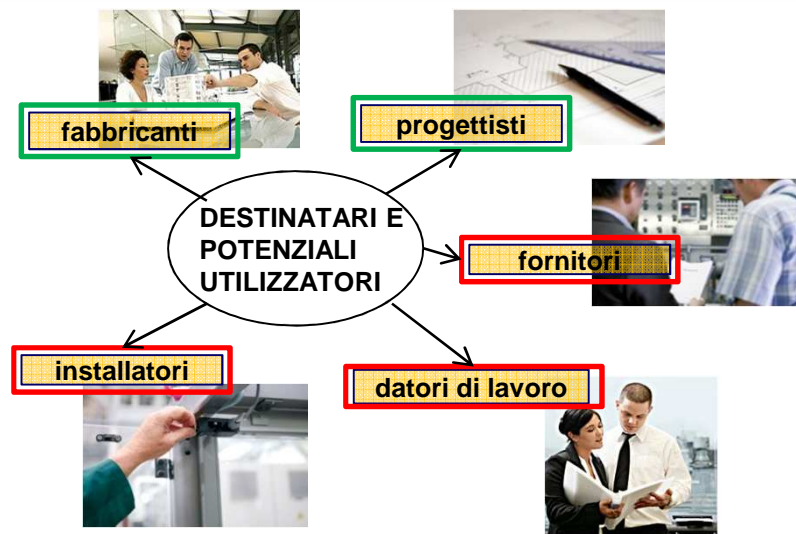 fabbricanti
progettisti
DESTINATARI E
POTENZIALI
UTILIZZATORI
fornitori
installatori
datori di lavoro